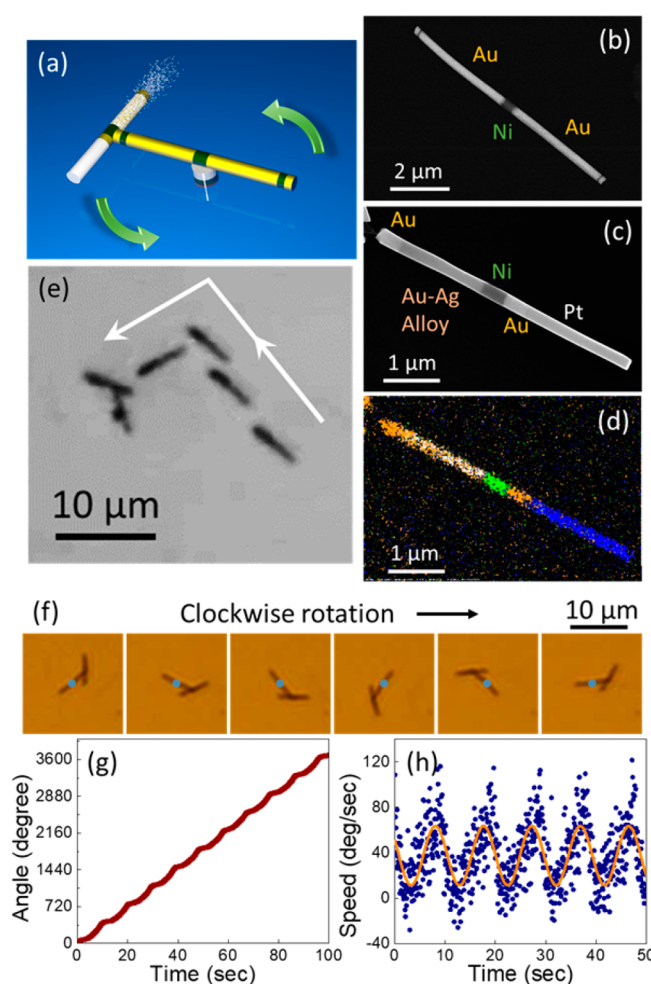 (a)
(b)
Au
Ni
Au
2 μm
(c)
Au
Ni
Au-Ag
Alloy
Au
Pt
1 μm
(d)
1 μm
(e)
10 μm
(f)
Clockwise rotation
10 μm
(g)
3600
2880
2160
1440
720
0
Angle (degree)
0 20 40 60 80 100
Time (sec)
(h)
120
80
40
0
-40
Speed (deg/sec)
0 10 20 30 40 50
Time (sec)